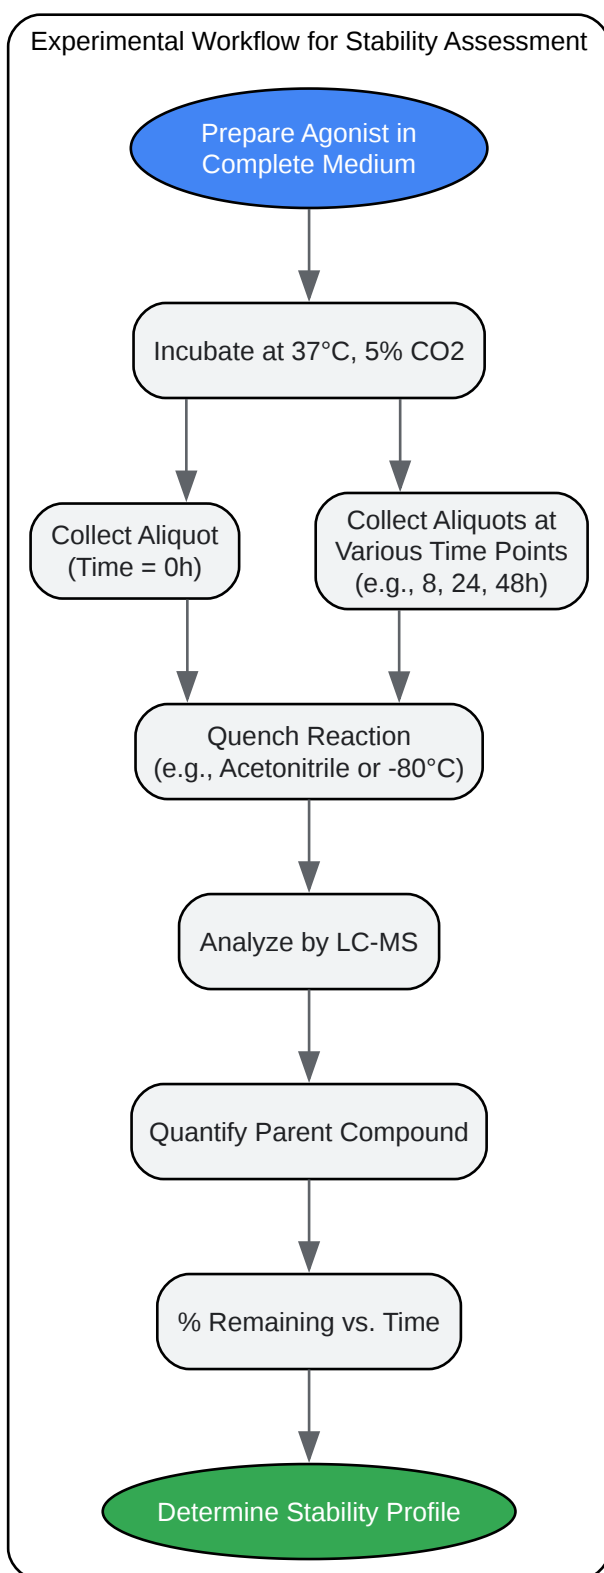 Experimental Workflow for Stability Assessment
Prepare Agonist in
Complete Medium
Incubate at 37°C, 5% CO2
Collect Aliquot
(Time = 0h)
Collect Aliquots at
Various Time Points
(e.g., 8, 24, 48h)
Quench Reaction
(e.g., Acetonitrile or -80°C)
Analyze by LC-MS
Quantify Parent Compound
% Remaining vs. Time
Determine Stability Profile